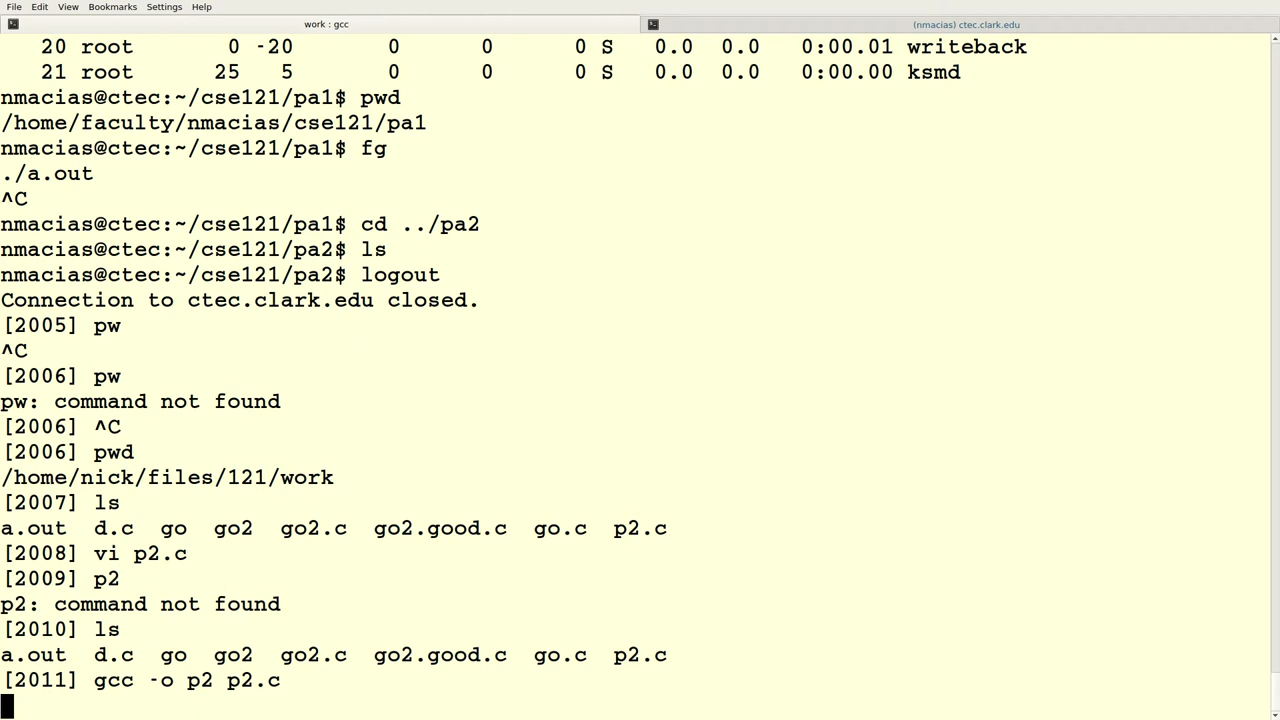 File Edit View Bookmarks Settings Help
work : gcc
(nmacias) ctec.clark.edu
20 root 0 -20 0 0 0 S 0.0 0.0 0:00.01 writeback
21 root 25 5 0 0 0 S 0.0 0.0 0:00.00 ksmd
nmacias@ctec:~/cse121/pa1$ pwd
/home/faculty/nmacias/cse121/pa1
nmacias@ctec:~/cse121/pa1$ fg
./a.out
^C
nmacias@ctec:~/cse121/pa1$ cd ../pa2
nmacias@ctec:~/cse121/pa2$ ls
nmacias@ctec:~/cse121/pa2$ logout
Connection to ctec.clark.edu closed.
[2005] pw
^C
[2006] pw
pw: command not found
[2006] ^C
[2006] pwd
/home/nick/files/121/work
[2007] ls
a.out d.c go go2 go2.c go2.good.c go.c p2.c
[2008] vi p2.c
[2009] p2
p2: command not found
[2010] ls
a.out d.c go go2 go2.c go2.good.c go.c p2.c
[2011] gcc -o p2 p2.c